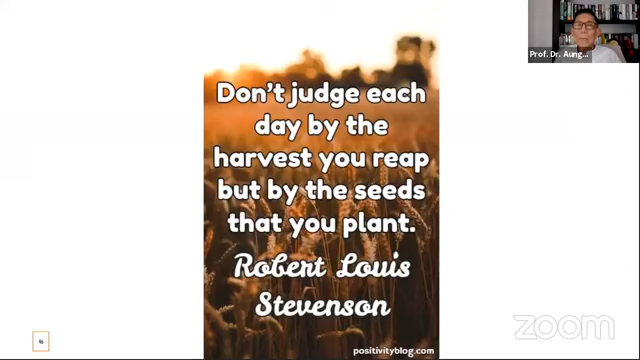 Prof. Dr. Aung...
Don't judge each
day by the
harvest you reap
but by the seeds
that you plant.
Robert Louis
Stevenson
positivityblog.com
zoom